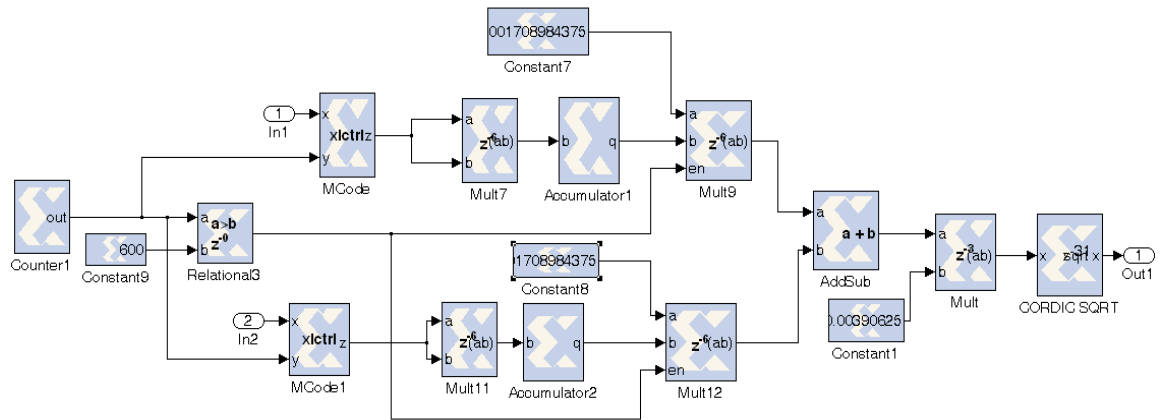 001708984375
Constant7
1
In1
x
y
xlctrl
z
MCode
a
b
z^-6
(ab)
Mult7
b
q
Accumulator1
a
b
en
z^-6
(ab)
Mult9
out
Counter1
600
Constant9
a
b
a>b
z^-0
Relational3
1708984375
Constant8
a
b
a + b
AddSub
a
b
z^-3
(ab)
Mult
x
sqrt
x
CORDIC SQRT
1
Out1
0.00390625
Constant1
2
In2
x
y
xlctrl
z
MCode1
a
b
z^-6
(ab)
Mult11
b
q
Accumulator2
a
b
en
z^-6
(ab)
Mult12